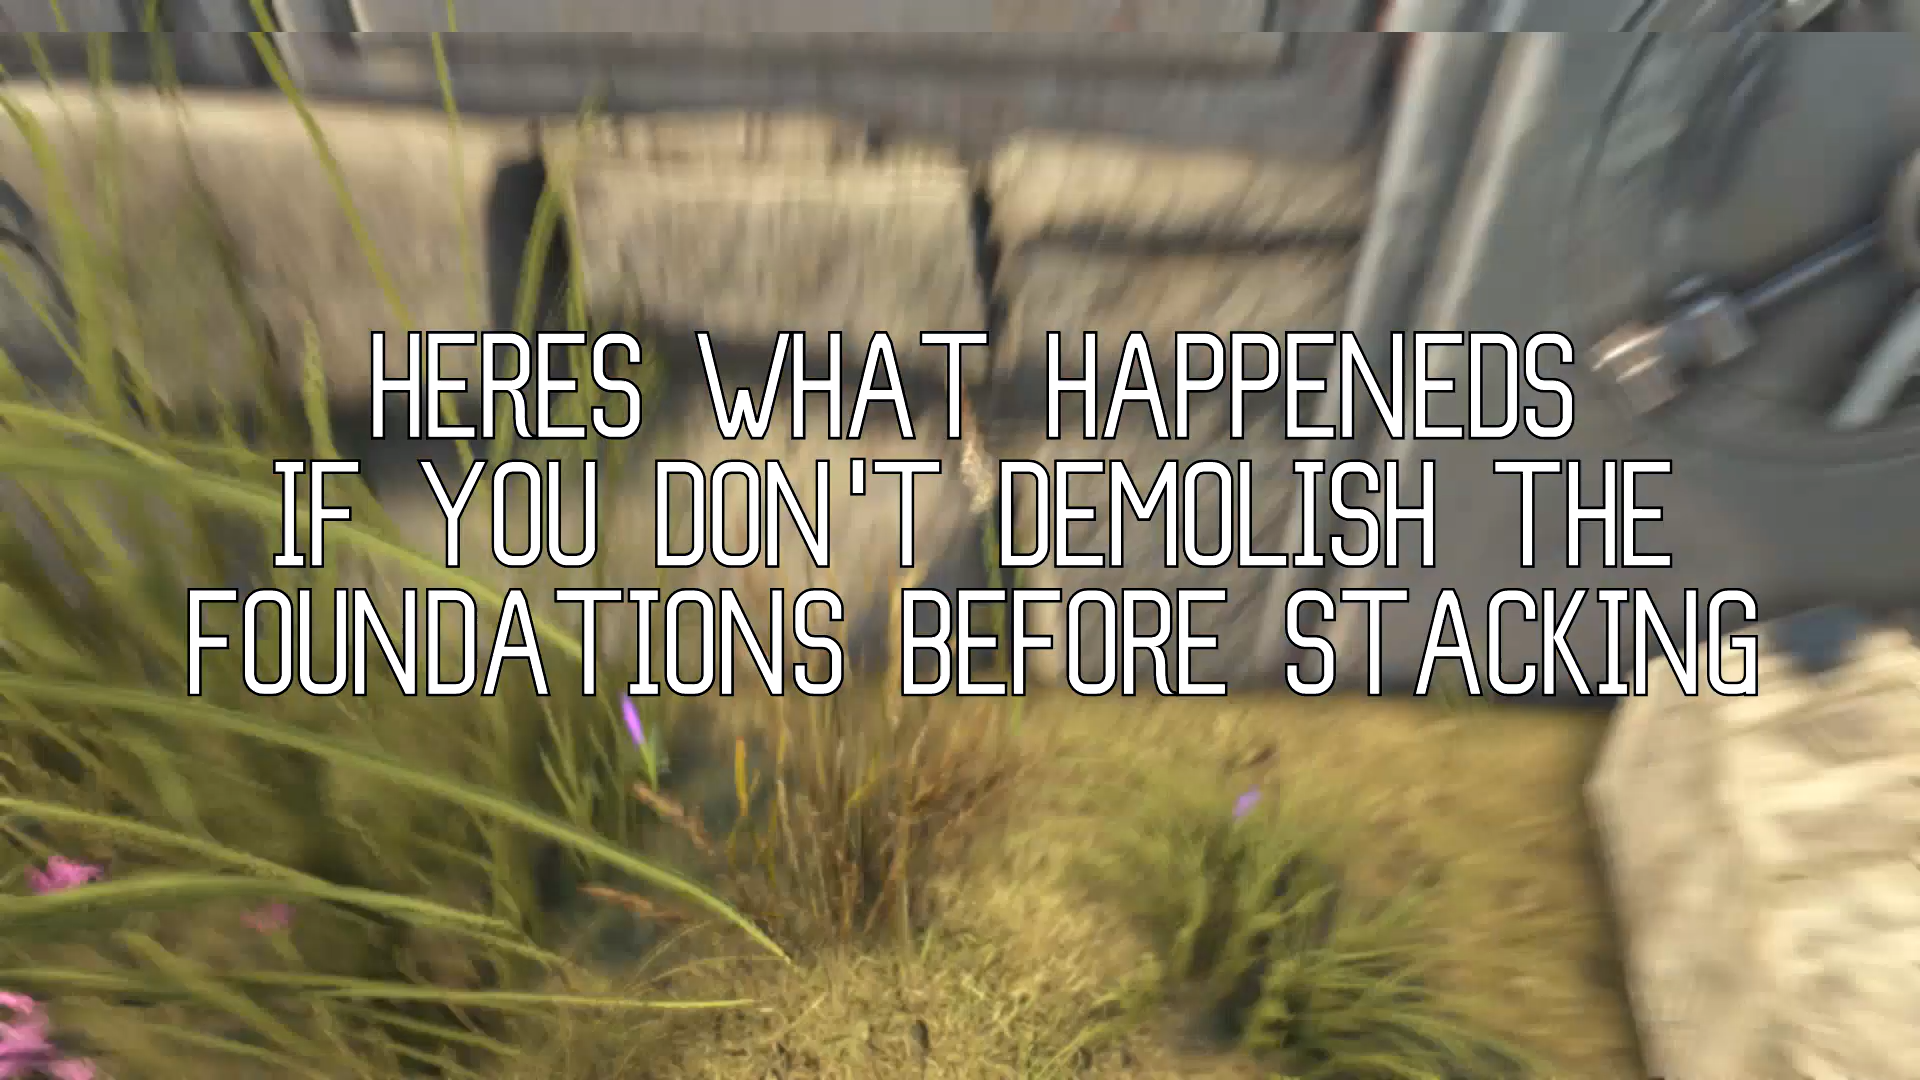 HERES WHAT HAPPENEDS
IF YOU DON'T DEMOLISH THE
FOUNDATIONS BEFORE STACKING